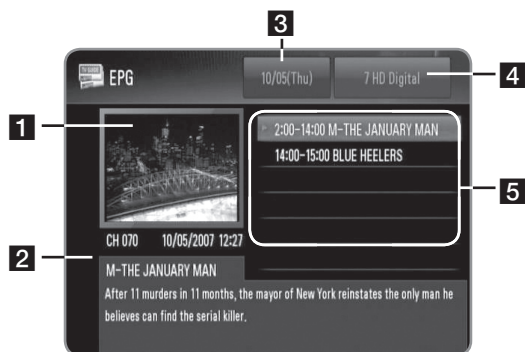 3
EPG
10/05(Thu)
7 HD Digital
4
1
2:00-14:00 M-THE JANUARY MAN
14:00-15:00 BLUE HEELERS
5
CH 070 10/05/2007 12:27
2
M-THE JANUARY MAN
After 11 murders in 11 months, the mayor of New York reinstates the only man he
believes can find the serial killer.